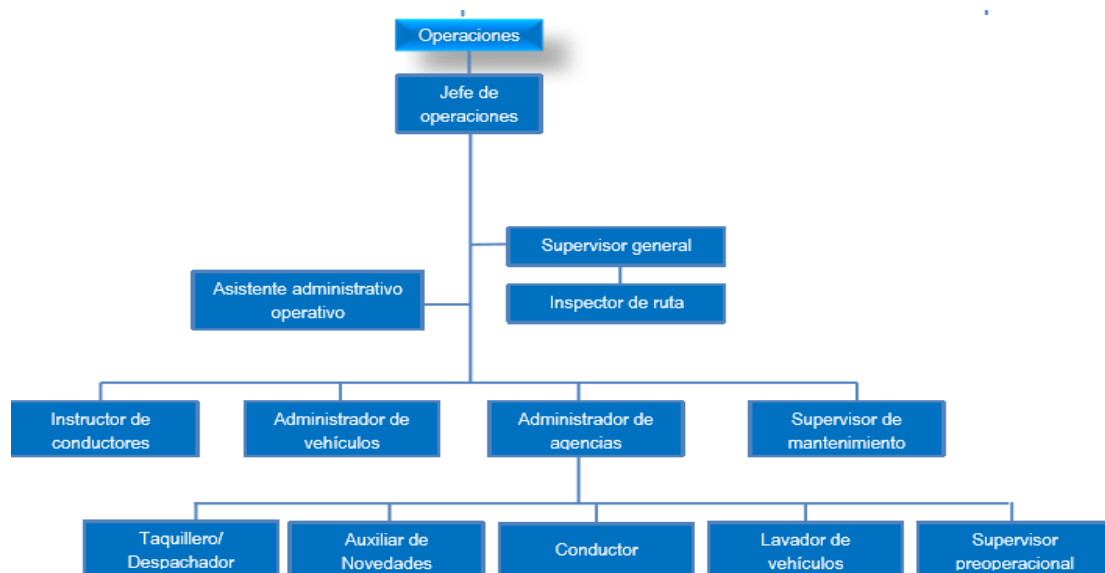 Operaciones
Jefe de
operaciones
Supervisor general
Asistente administrativo
operativo
Inspector de ruta
Instructor de
conductores
Administrador de
vehículos
Administrador de
agencias
Supervisor de
mantenimiento
Taquillero/
Despachador
Auxiliar de
Novedades
Conductor
Lavador de
vehículos
Supervisor
preoperacional